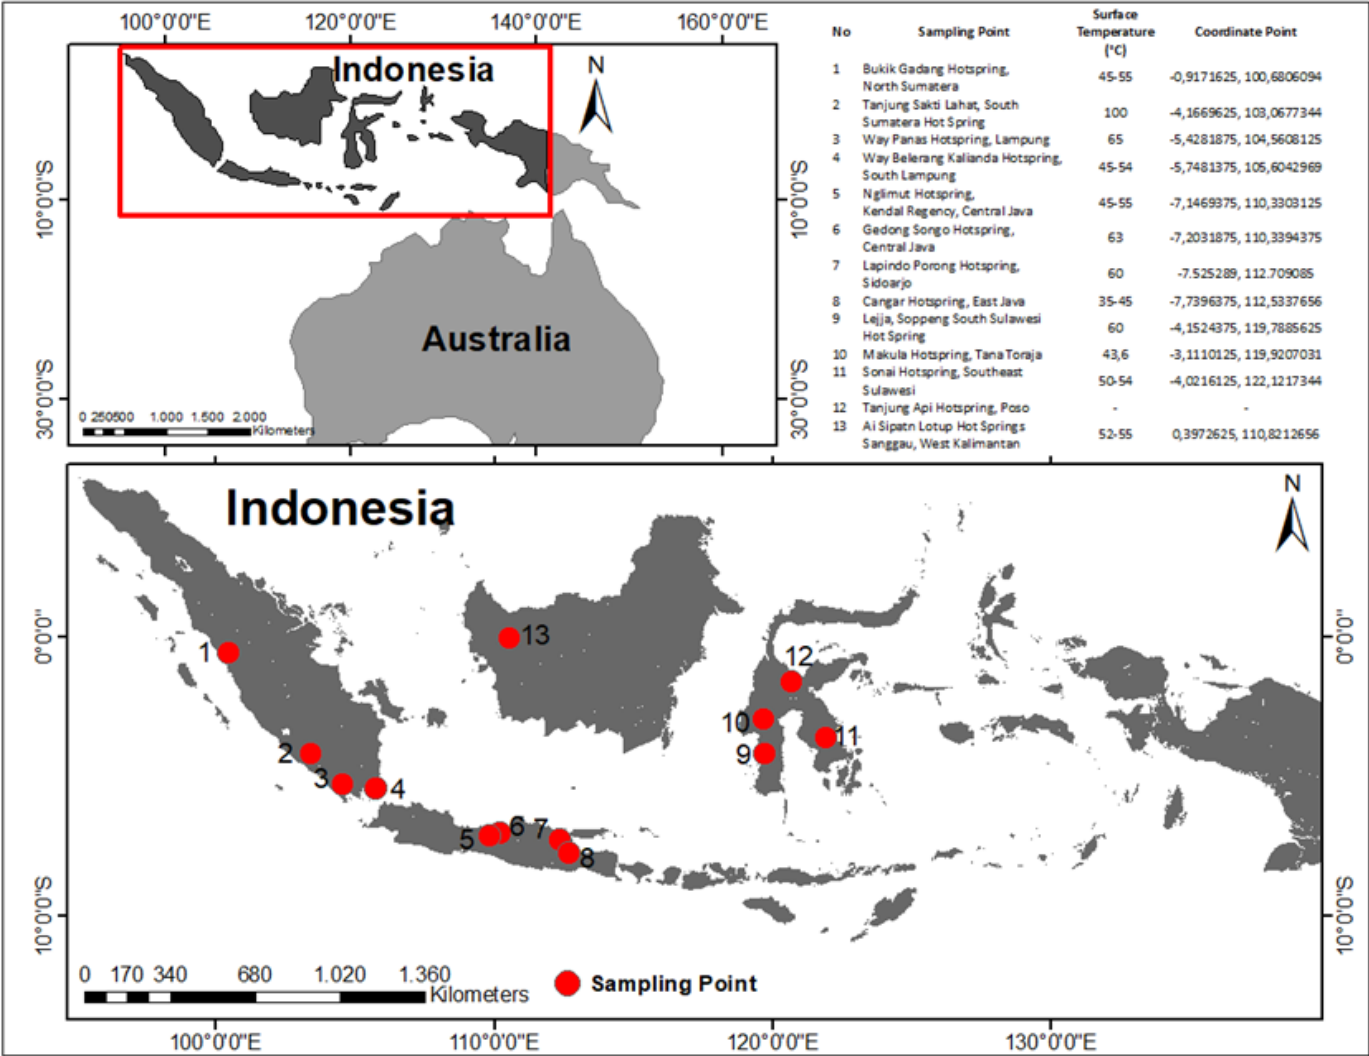 100°0'0"E 120°0'0"E 140°0'0"E 160°0'0"E
Indonesia
N
10°0'0"S
10°0'0"S
Australia
30°0'0"S
30°0'0"S
0 250500 1.000 1.500 2.000
Kilometers
No Sampling Point Surface Temperature (°C) Coordinate Point
1 Bukik Gadang Hotspring,
North Sumatera 45-55 -0,9171625, 100,6806094
2 Tanjung Sakti Lahat, South
Sumatera Hot Spring 100 -4,1669625, 103,0677344
3 Way Panas Hotspring, Lampung 65 -5,4281875, 104,5608125
4 Way Belerang Kalianda Hotspring,
South Lampung 45-54 -5,7481875, 105,6042969
5 Nglimut Hotspring,
Kendal Regency, Central Java 45-55 -7,1469375, 110,3303125
6 Gedong Songo Hotspring,
Central Java 63 -7,2031875, 110,3394375
7 Lapindo Porong Hotspring,
Sidoarjo 60 -7.525289, 112.709085
8 Cangar Hotspring, East Java 35-45 -7,7396375, 112,5337656
9 Lejja, Soppeng South Sulawesi
Hot Spring 60 -4,1524375, 119,7885625
10 Makula Hotspring, Tana Toraja 43,6 -3,1110125, 119,9207031
11 Sonai Hotspring, Southeast
Sulawesi 50-54 -4,0216125, 122,1217344
12 Tanjung Api Hotspring, Poso - -
13 Ai Sipatn Lotup Hot Springs
Sanggau, West Kalimantan 52-55 0,3972625, 110,8212656
Indonesia
N
0°0'0"
0°0'0"
1
2
3
4
5
6
7
8
9
10
11
12
13
10°0'0"S
10°0'0"S
0 170 340 680 1.020 1.360
Kilometers
Sampling Point
100°0'0"E 110°0'0"E 120°0'0"E 130°0'0"E